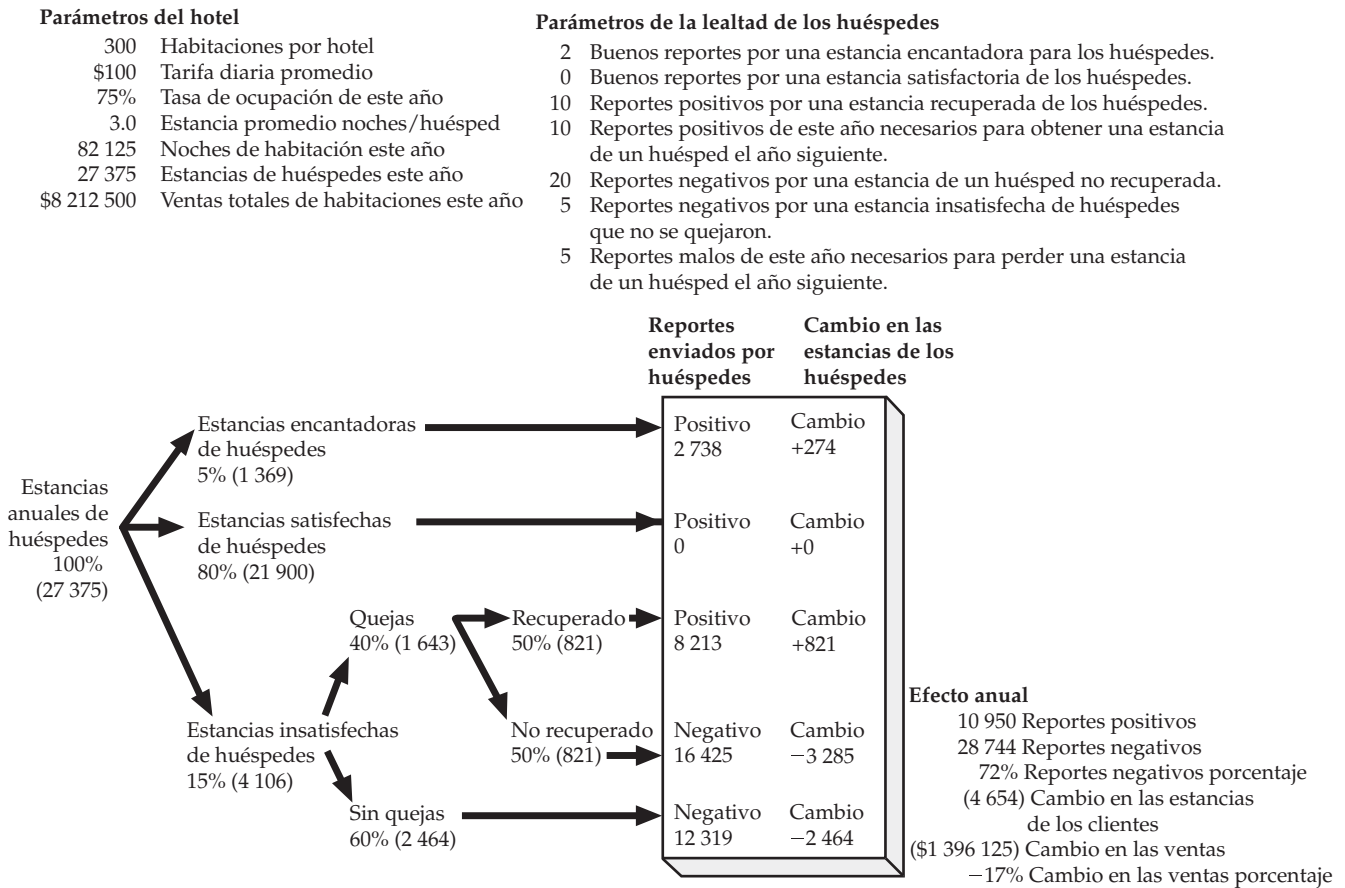 Parámetros del hotel
300 Habitaciones por hotel
$100 Tarifa diaria promedio
75% Tasa de ocupación de este año
3.0 Estancia promedio noches/huésped
82 125 Noches de habitación este año
27 375 Estancias de huéspedes este año
$8 212 500 Ventas totales de habitaciones este año
Parámetros de la lealtad de los huéspedes
2 Buenos reportes por una estancia encantadora para los huéspedes.
0 Buenos reportes por una estancia satisfactoria de los huéspedes.
10 Reportes positivos por una estancia recuperada de los huéspedes.
10 Reportes positivos de este año necesarios para obtener una estancia
de un huésped el año siguiente.
20 Reportes negativos por una estancia de un huésped no recuperada.
5 Reportes negativos por una estancia insatisfecha de huéspedes
que no se quejaron.
5 Reportes malos de este año necesarios para perder una estancia
de un huésped el año siguiente.
Reportes
enviados por
huéspedes
Cambio en las
estancias de los
huéspedes
Estancias
anuales de
huéspedes
100%
(27 375)
Estancias encantadoras
de huéspedes
5% (1 369)
Positivo
2 738
Cambio
+274
Estancias satisfechas
de huéspedes
80% (21 900)
Positivo
0
Cambio
+0
Estancias insatisfechas
de huéspedes
15% (4 106)
Quejas
40% (1 643)
Recuperado
50% (821)
Positivo
8 213
Cambio
+821
No recuperado
50% (821)
Negativo
16 425
Cambio
−3 285
Sin quejas
60% (2 464)
Negativo
12 319
Cambio
−2 464
Efecto anual
10 950 Reportes positivos
28 744 Reportes negativos
72% Reportes negativos porcentaje
(4 654) Cambio en las estancias
de los clientes
($1 396 125) Cambio en las ventas
−17% Cambio en las ventas porcentaje